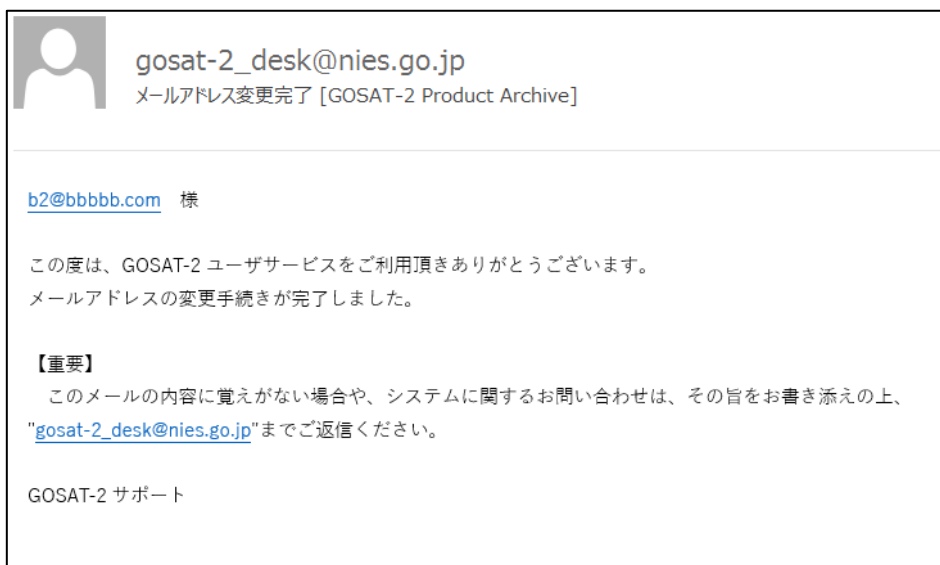 gosat-2_desk@nies.go.jp
メールアドレス変更完了 [GOSAT-2 Product Archive]
b2@bbbbb.com　様
この度は、GOSAT-2 ユーザサービスをご利用頂きありがとうございます。
メールアドレスの変更手続きが完了しました。
【重要】
　このメールの内容に覚えがない場合や、システムに関するお問い合わせは、その旨をお書き添えの上、
"gosat-2_desk@nies.go.jp"までご返信ください。
GOSAT-2 サポート